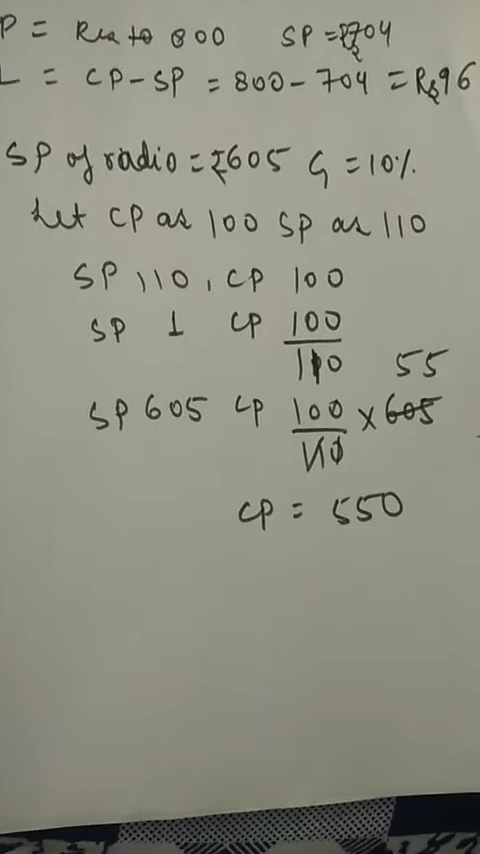 P = to 800 SP = ₹704
L = CP - SP = 800 - 704 = Rs 96
SP of radio = ₹605 G = 10%.
Let CP as 100 SP as 110
SP 110, CP 100
SP 1 CP 100
110 55
SP 605 CP 100 × 605
110
CP = 550